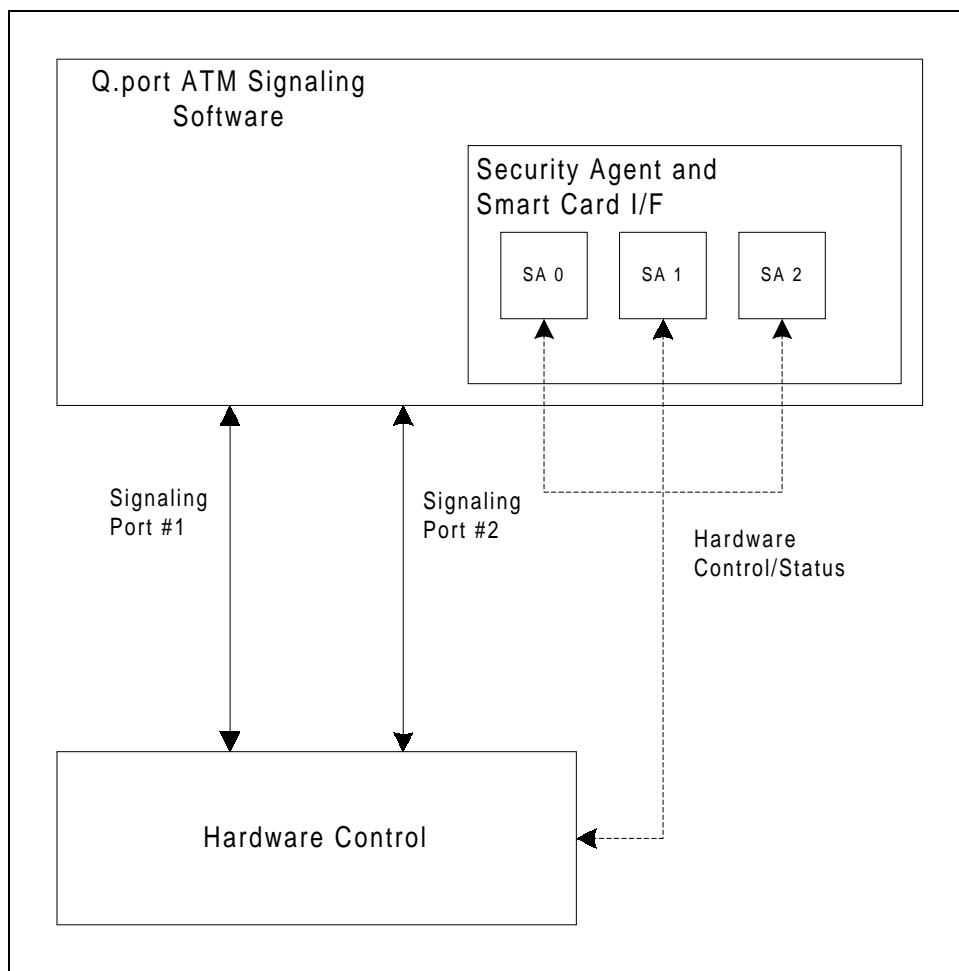 Q.port ATM Signaling
Software
Security Agent and
Smart Card I/F
SA 0
SA 1
SA 2
Signaling
Port #1
Signaling
Port #2
Hardware
Control/Status
Hardware Control